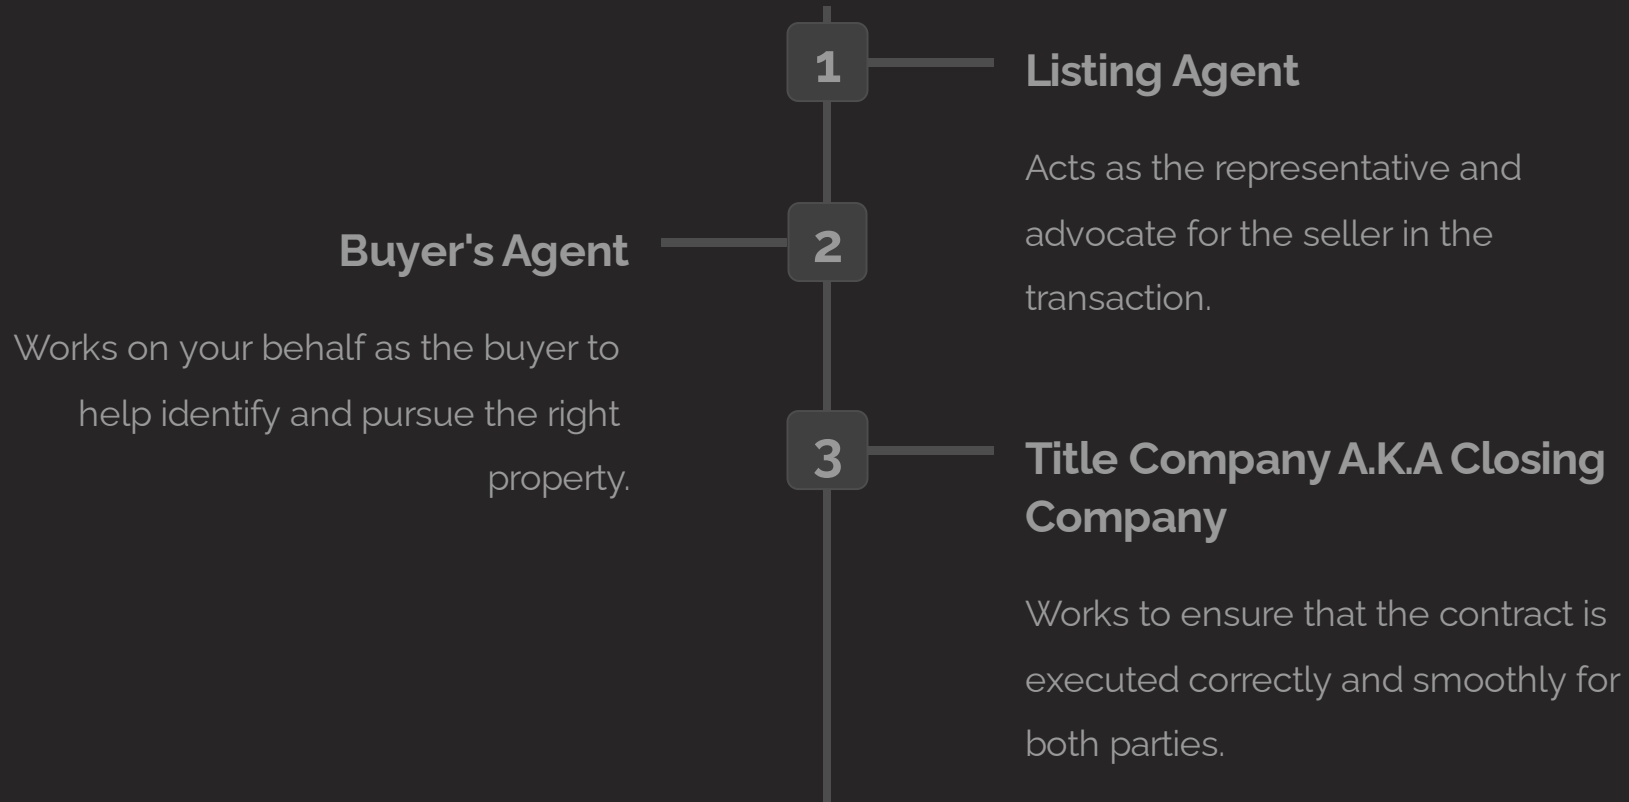 1
Listing Agent
Acts as the representative and
advocate for the seller in the
transaction.
2
Buyer's Agent
Works on your behalf as the buyer to
help identify and pursue the right
property.
3
Title Company A.K.A Closing
Company
Works to ensure that the contract is
executed correctly and smoothly for
both parties.